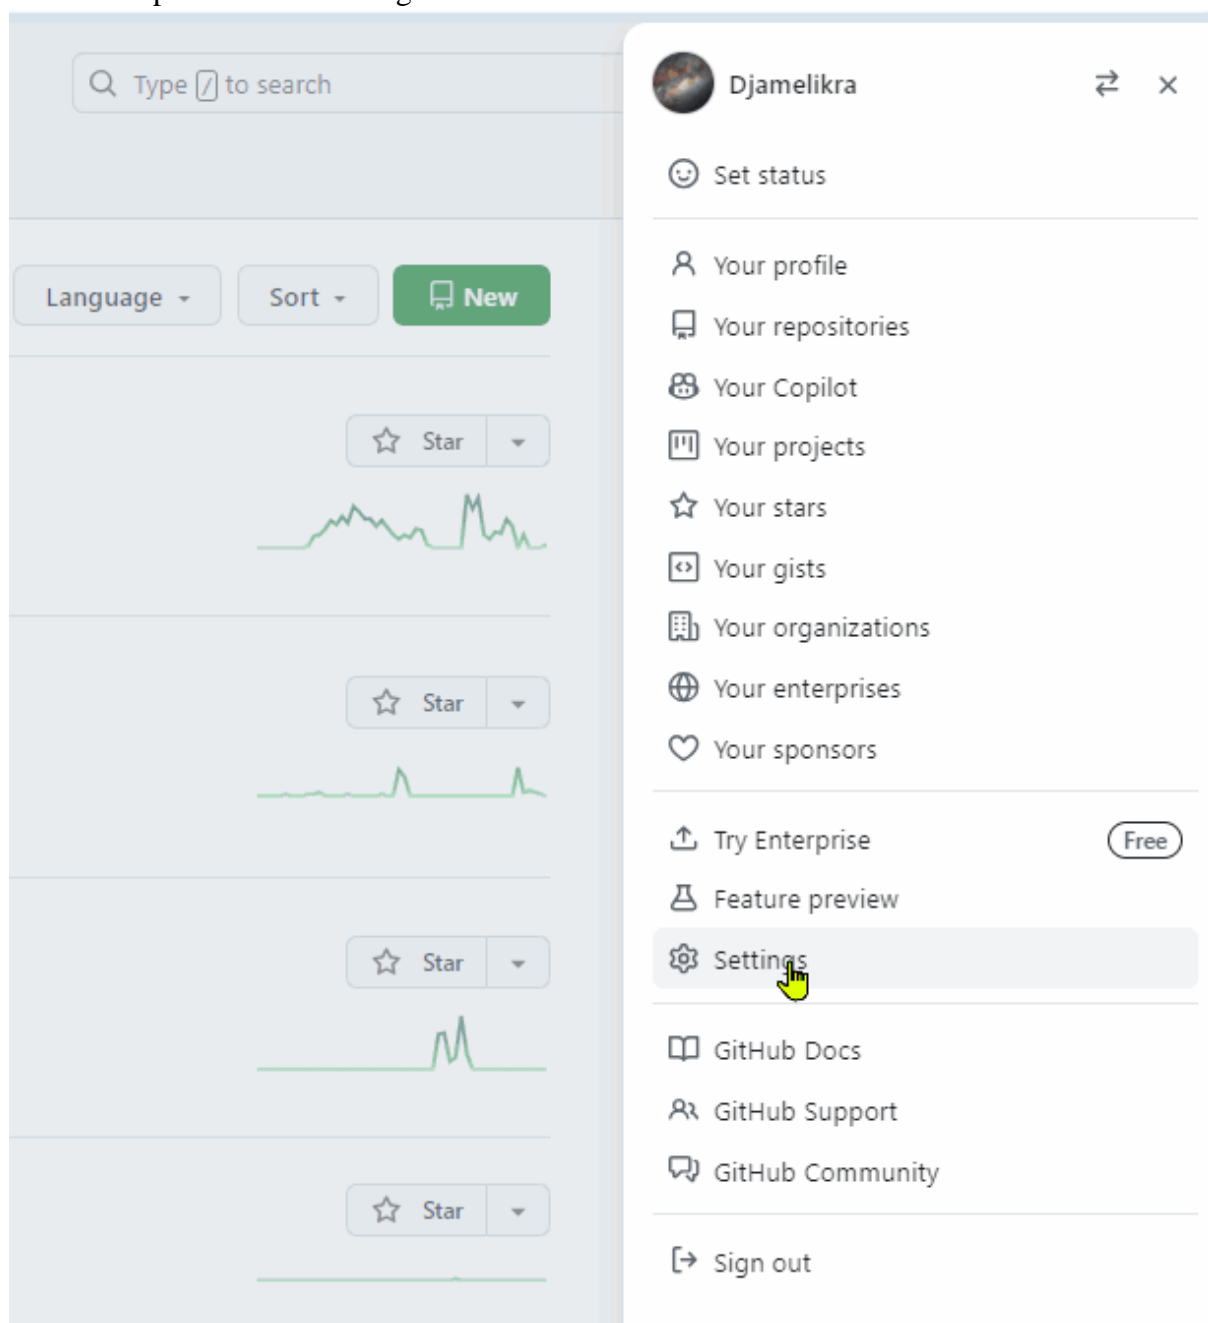 Type / to search
Djamelikra
Set status
Your profile
Language
Sort
New
Your repositories
Your Copilot
Star
Your projects
Your stars
Your gists
Your organizations
Star
Your enterprises
Your sponsors
Try Enterprise
Free
Feature preview
Star
Settings
GitHub Docs
GitHub Support
GitHub Community
Star
Sign out